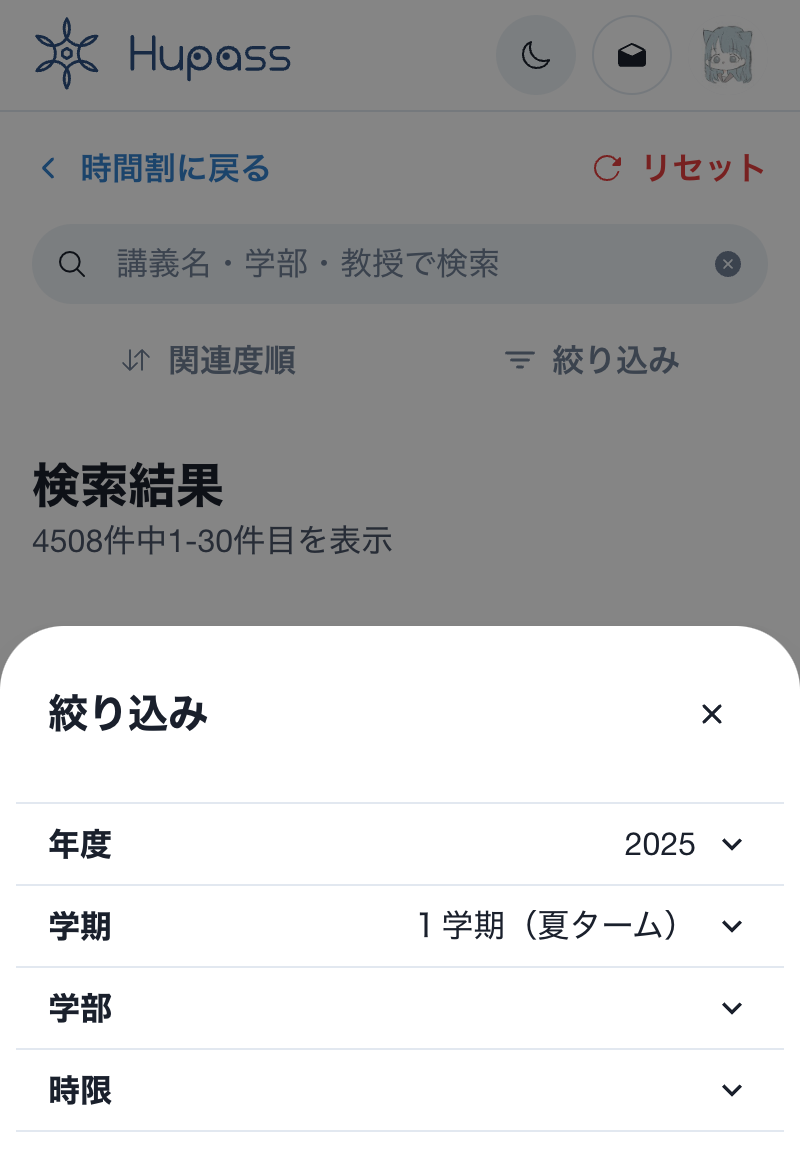 Hupass
時間割に戻る
リセット
講義名・学部・教授で検索
関連度順
絞り込み
検索結果
4508件中1-30件目を表示
絞り込み
年度
2025
学期
1 学期（夏ターム）
学部
時限